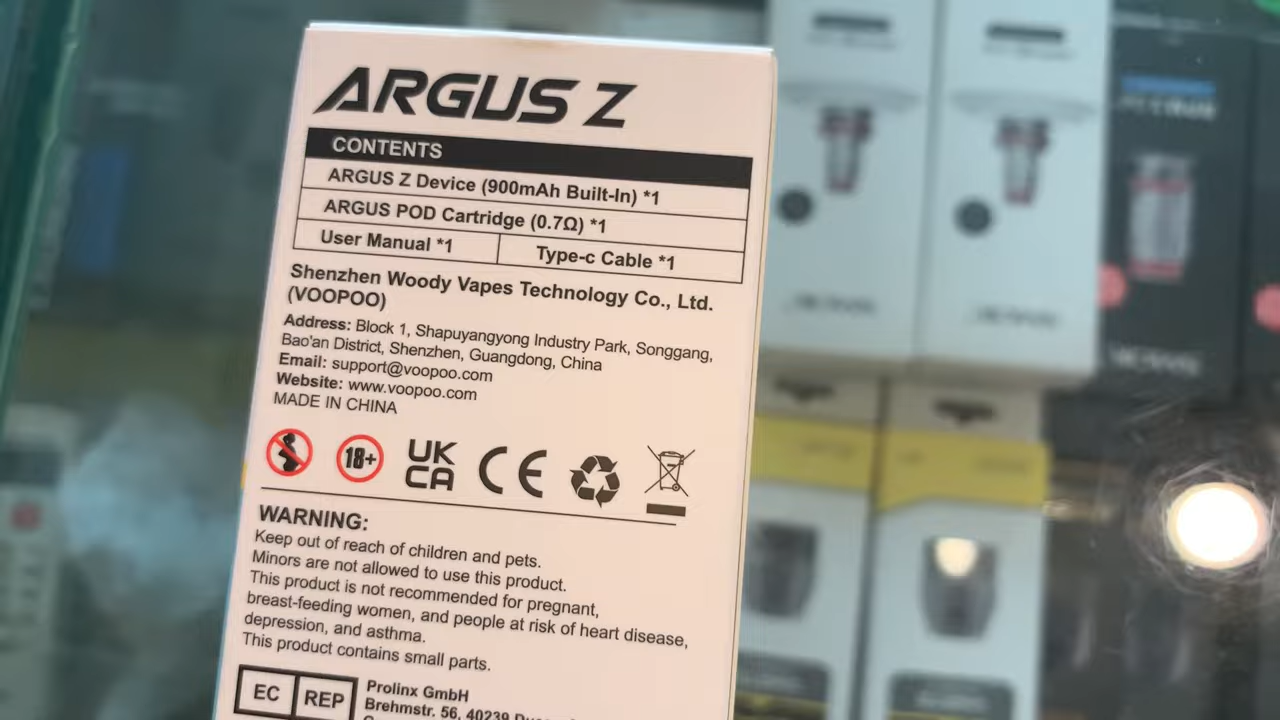 ARGUS Z
CONTENTS
ARGUS Z Device (900mAh Built-In) *1
ARGUS POD Cartridge (0.7Ω) *1
User Manual *1
Type-c Cable *1
Shenzhen Woody Vapes Technology Co., Ltd.
(VOOPOO)
Address: Block 1, Shapuyangyong Industry Park, Songgang,
Bao'an District, Shenzhen, Guangdong, China
Email: support@voopoo.com
Website: www.voopoo.com
MADE IN CHINA
18+
UK
CA
CE
WARNING:
Keep out of reach of children and pets.
Minors are not allowed to use this product.
This product is not recommended for pregnant,
breast-feeding women, and people at risk of heart disease,
depression, and asthma.
This product contains small parts.
EC REP
Prolinx GmbH
Brehmstr. 56, 40239